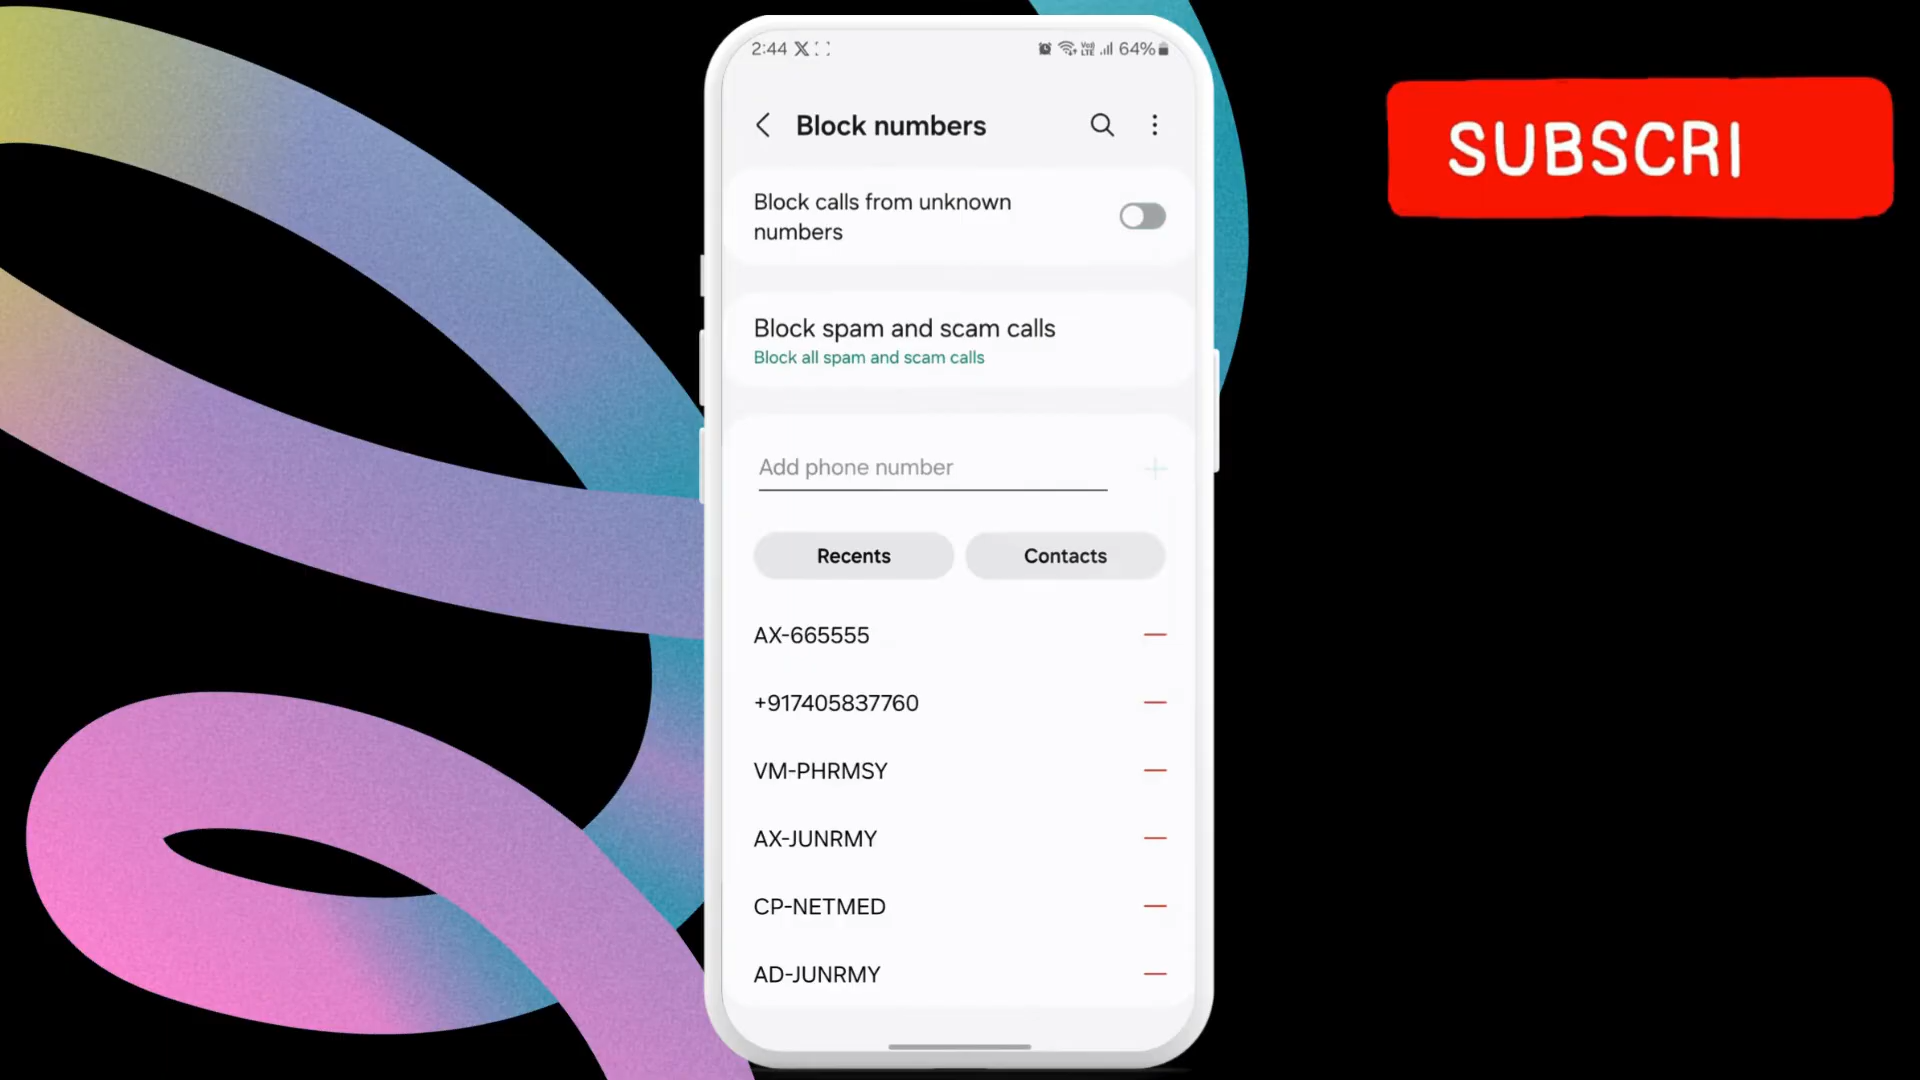 2:44
64%
Block numbers
SUBSCRI
Block calls from unknown
numbers
Block spam and scam calls
Block all spam and scam calls
Add phone number
Recents
Contacts
AX-665555
+917405837760
VM-PHRMSY
AX-JUNRMY
CP-NETMED
AD-JUNRMY